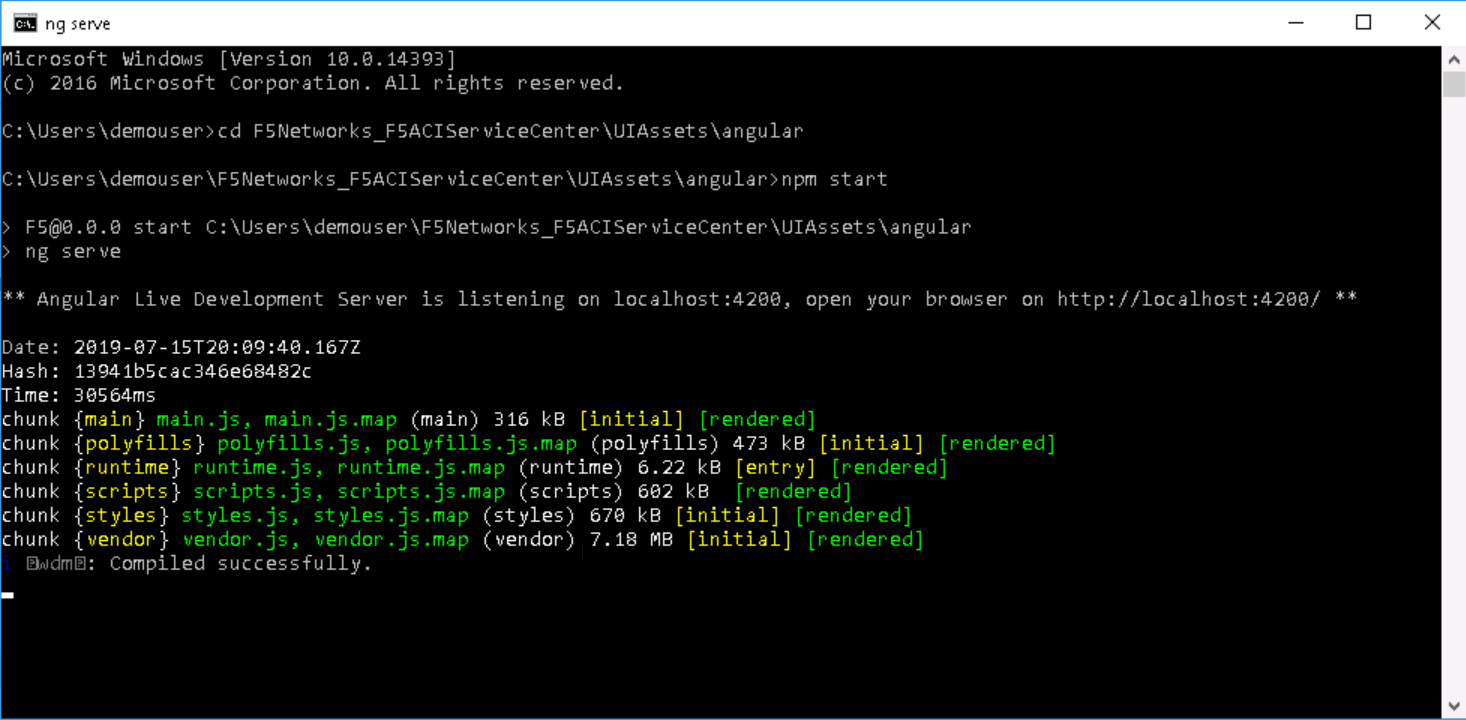 ng serve
Microsoft Windows [Version 10.0.14393]
(c) 2016 Microsoft Corporation. All rights reserved.
C:\Users\demouser>cd F5Networks_F5ACIServiceCenter\UIAssets\angular
C:\Users\demouser\F5Networks_F5ACIServiceCenter\UIAssets\angular>npm start
> F5@0.0.0 start C:\Users\demouser\F5Networks_F5ACIServiceCenter\UIAssets\angular
> ng serve
** Angular Live Development Server is listening on localhost:4200, open your browser on http://localhost:4200/ **
Date: 2019-07-15T20:09:40.167Z
Hash: 13941b5cac346e68482c
Time: 30564ms
chunk {main} main.js, main.js.map (main) 316 kB [initial] [rendered]
chunk {polyfills} polyfills.js, polyfills.js.map (polyfills) 473 kB [initial] [rendered]
chunk {runtime} runtime.js, runtime.js.map (runtime) 6.22 kB [entry] [rendered]
chunk {scripts} scripts.js, scripts.js.map (scripts) 602 kB  [rendered]
chunk {styles} styles.js, styles.js.map (styles) 670 kB [initial] [rendered]
chunk {vendor} vendor.js, vendor.js.map (vendor) 7.18 MB [initial] [rendered]
i wdm: Compiled successfully.